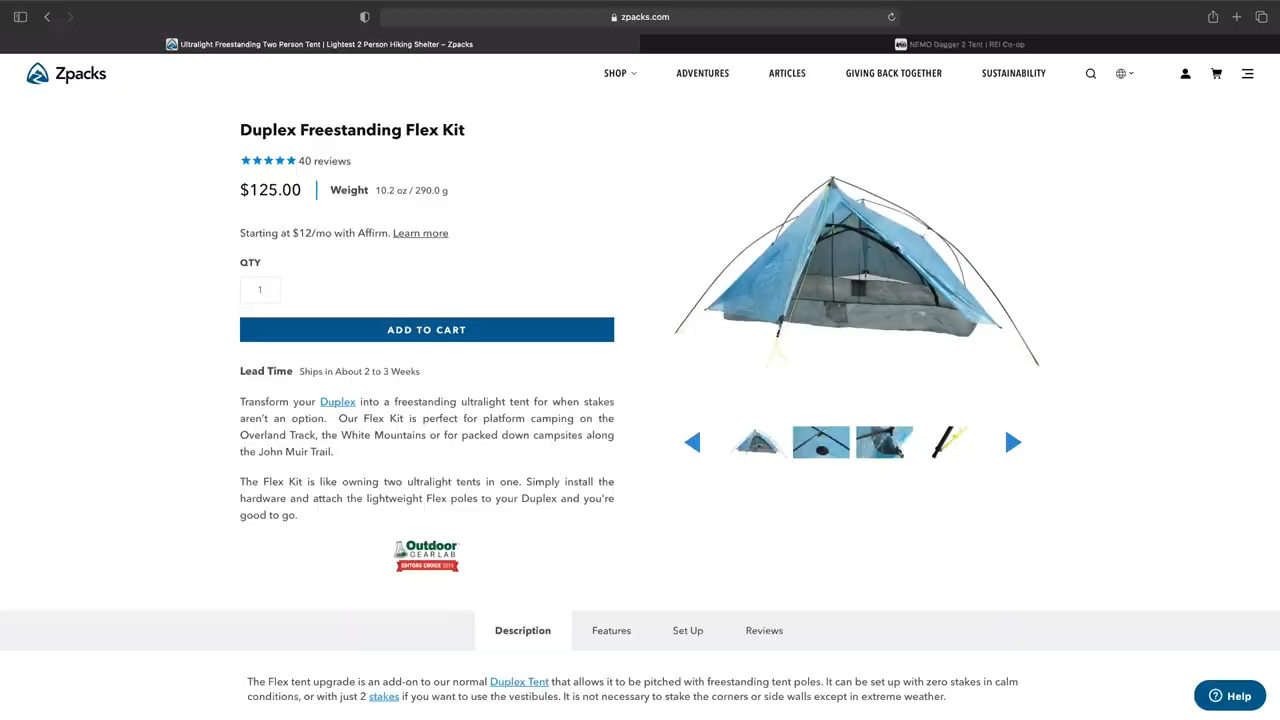 zpacks.com
Ultralight Freestanding Two Person Tent | Lightest 2 Person Hiking Shelter – Zpacks
NEMO Dagger 2 Tent | REI Co-op
Zpacks
SHOP
ADVENTURES
ARTICLES
GIVING BACK TOGETHER
SUSTAINABILITY
Duplex Freestanding Flex Kit
40 reviews
$125.00
Weight 10.2 oz / 290.0 g
Starting at $12/mo with Affirm. Learn more
QTY
1
ADD TO CART
Lead Time Ships in About 2 to 3 Weeks
Transform your Duplex into a freestanding ultralight tent for when stakes
aren't an option. Our Flex Kit is perfect for platform camping on the
Overland Track, the White Mountains or for packed down campsites along
the John Muir Trail.
The Flex Kit is like owning two ultralight tents in one. Simply install the
hardware and attach the lightweight Flex poles to your Duplex and you're
good to go.
Outdoor
GEARLAB
EDITORS CHOICE 2019
Description
Features
Set Up
Reviews
The Flex tent upgrade is an add-on to our normal Duplex Tent that allows it to be pitched with freestanding tent poles. It can be set up with zero stakes in calm
conditions, or with just 2 stakes if you want to use the vestibules. It is not necessary to stake the corners or side walls except in extreme weather.
Help